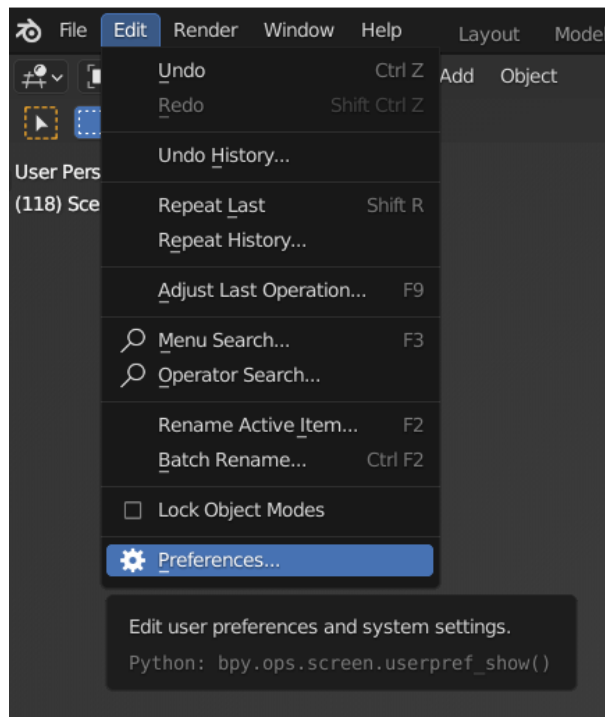 File Edit Render Window Help Layout Model
Add Object
User Pers
(118) Sce
Undo Ctrl Z
Redo Shift Ctrl Z
Undo History...
Repeat Last Shift R
Repeat History...
Adjust Last Operation... F9
Menu Search... F3
Operator Search...
Rename Active Item... F2
Batch Rename... Ctrl F2
Lock Object Modes
Preferences...
Edit user preferences and system settings.
Python: bpy.ops.screen.userpref_show()